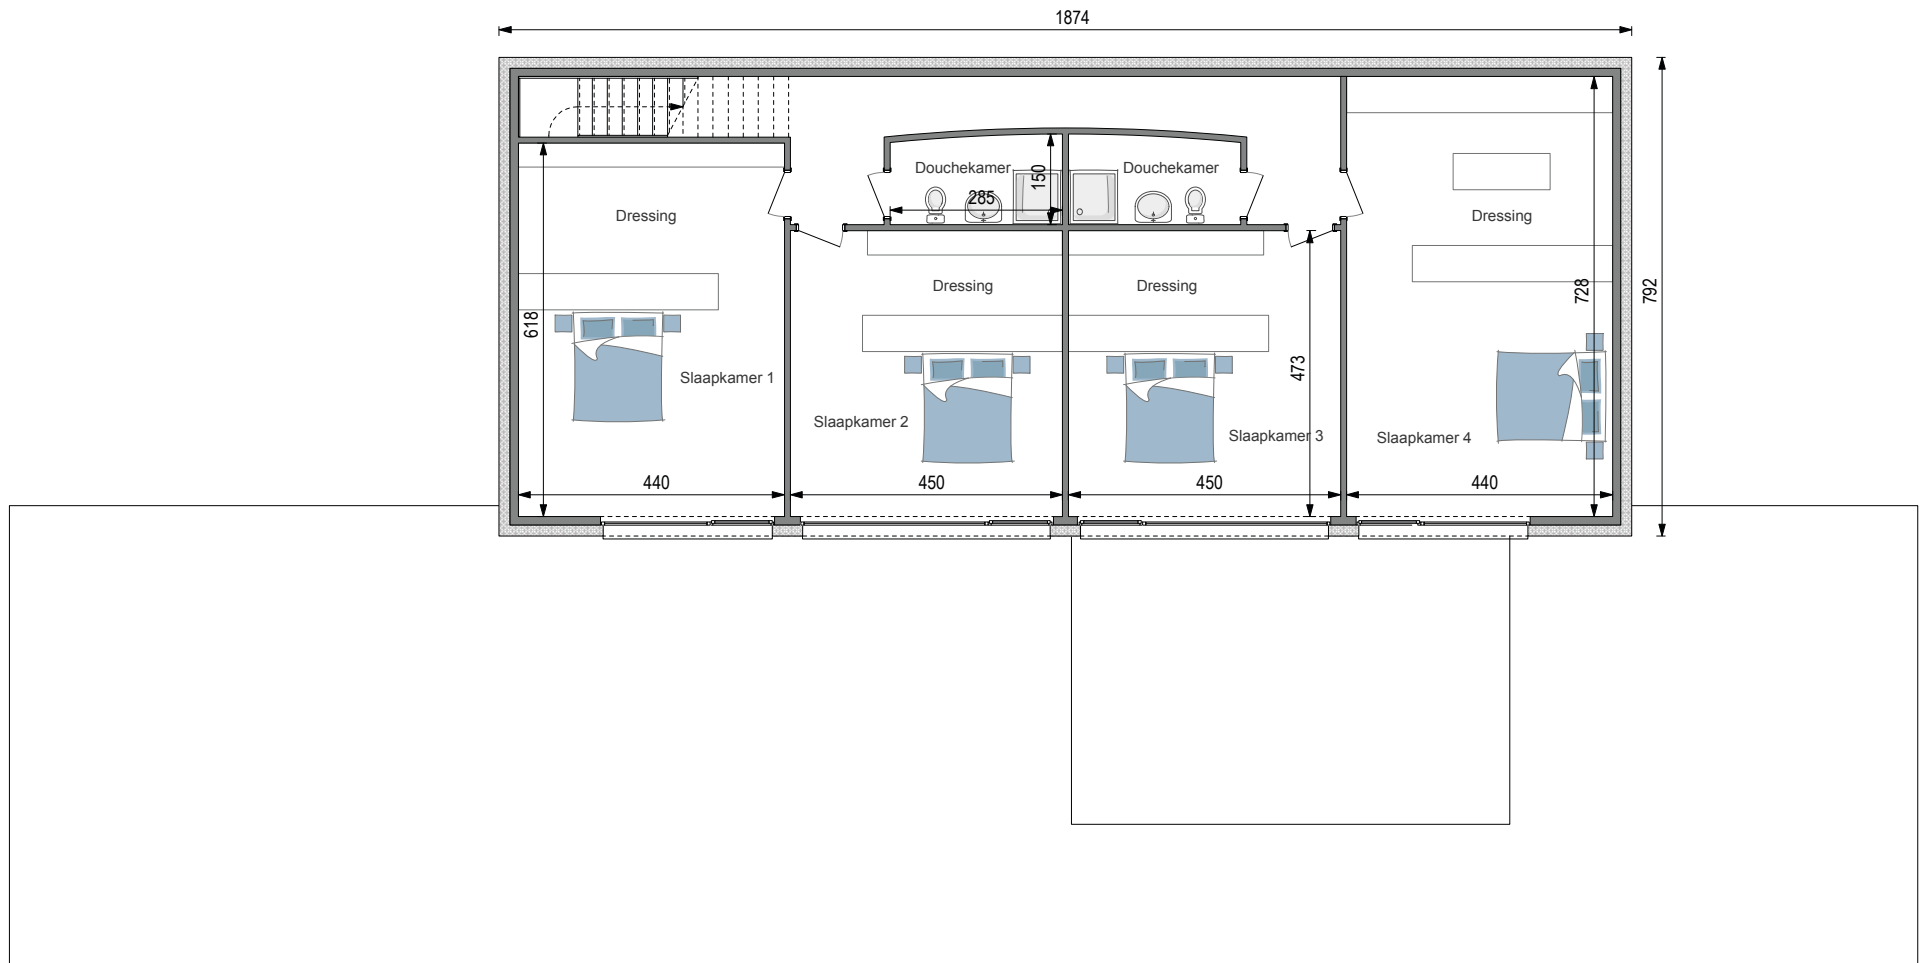 1874
Douchekamer
Douchekamer
150
285
Dressing
Dressing
Dressing
Dressing
618
728
792
473
Slaapkamer 1
Slaapkamer 2
Slaapkamer 3
Slaapkamer 4
440
450
450
440